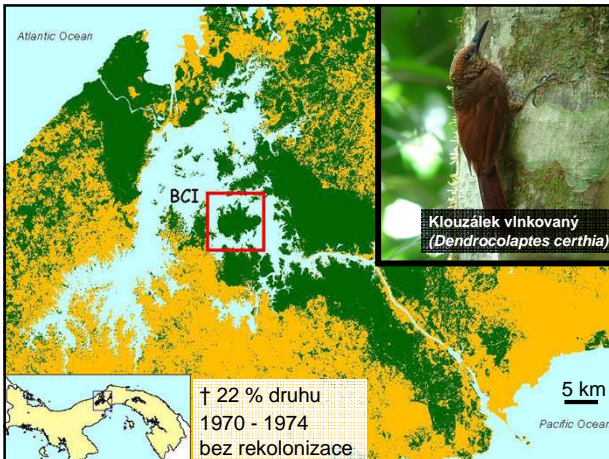 Atlantic Ocean
BCI
Klouzálek vlnkovaný
(Dendrocolaptes certhia)
5 km
† 22 % druhu
1970 - 1974
bez rekolonizace
Pacific Ocean